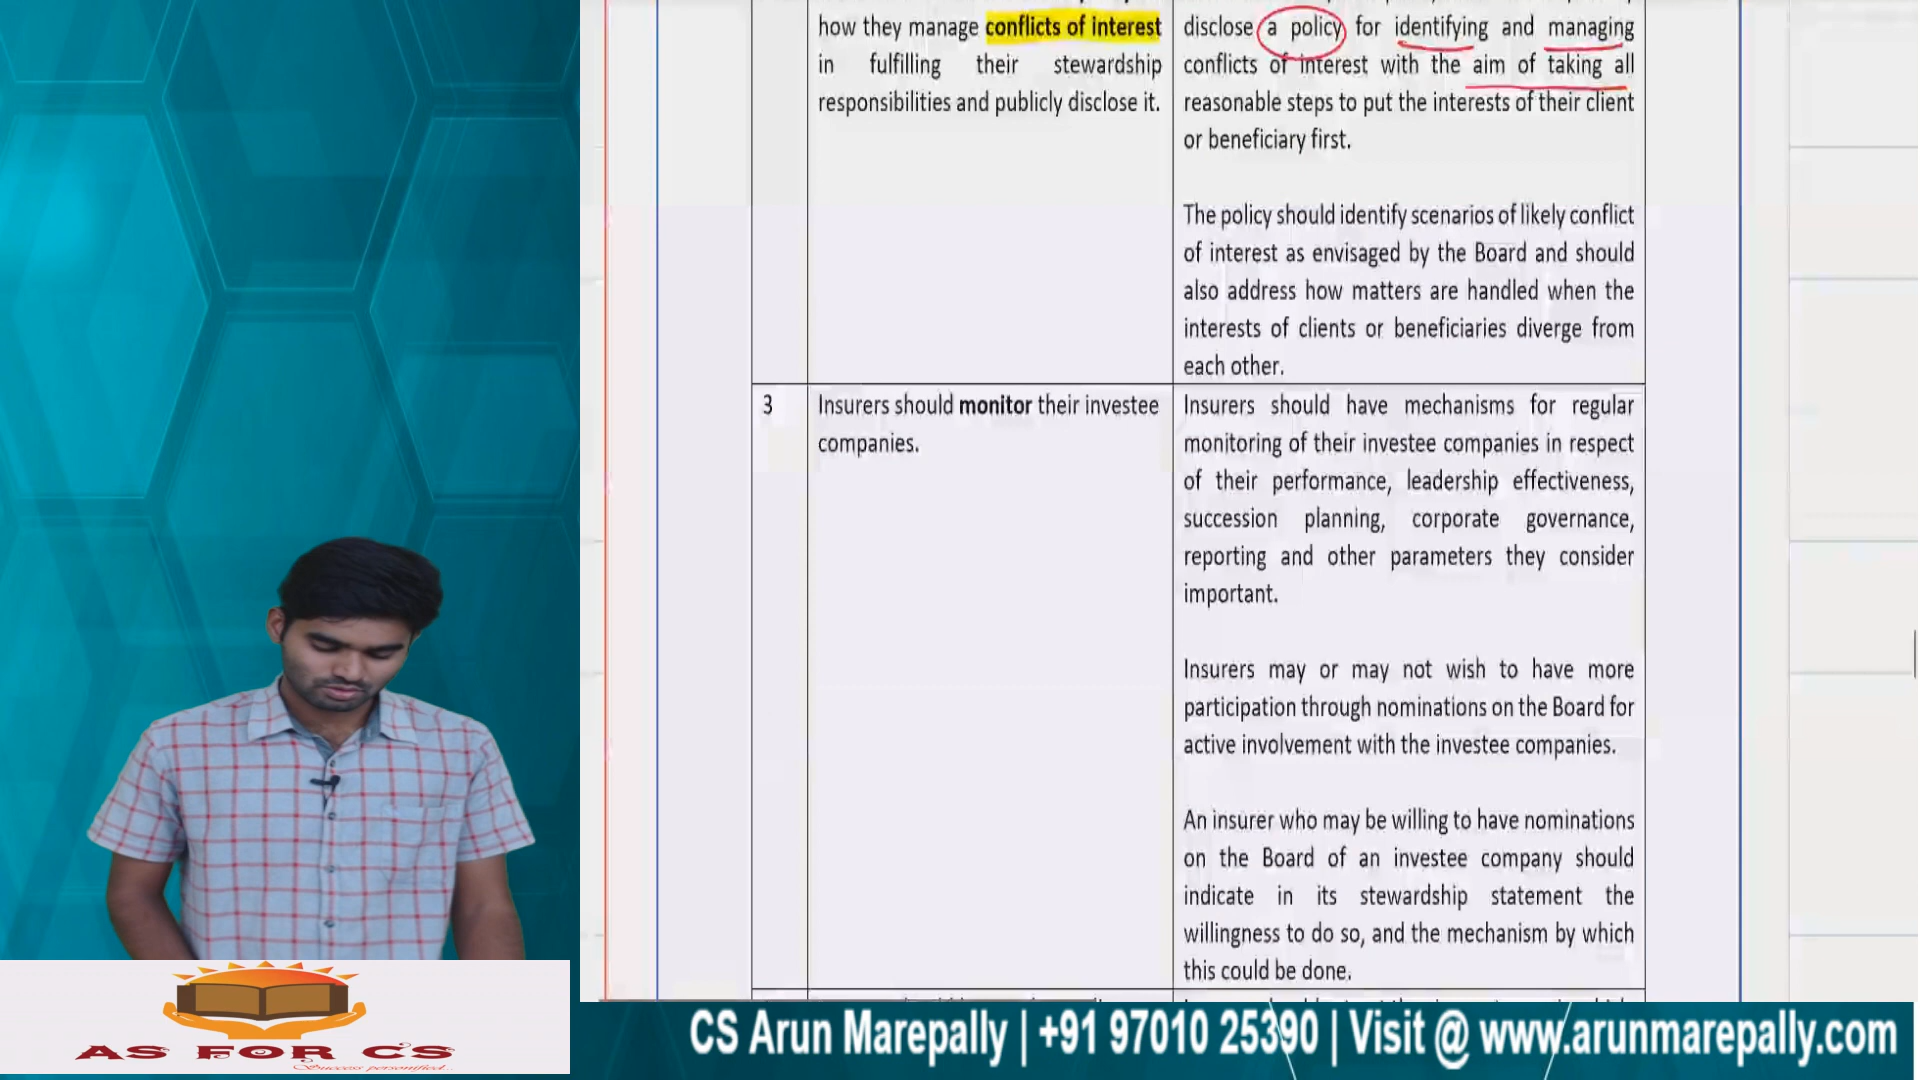 how they manage conflicts of interest
in fulfilling their stewardship
responsibilities and publicly disclose it.
disclose a policy for identifying and managing
conflicts of interest with the aim of taking all
reasonable steps to put the interests of their client
or beneficiary first.
The policy should identify scenarios of likely conflict
of interest as envisaged by the Board and should
also address how matters are handled when the
interests of clients or beneficiaries diverge from
each other.
3
Insurers should monitor their investee
companies.
Insurers should have mechanisms for regular
monitoring of their investee companies in respect
of their performance, leadership effectiveness,
succession planning, corporate governance,
reporting and other parameters they consider
important.
Insurers may or may not wish to have more
participation through nominations on the Board for
active involvement with the investee companies.
An insurer who may be willing to have nominations
on the Board of an investee company should
indicate in its stewardship statement the
willingness to do so, and the mechanism by which
this could be done.
AS FOR CS
Success personified...
CS Arun Marepally | +91 97010 25390 | Visit @ www.arunmarepally.com